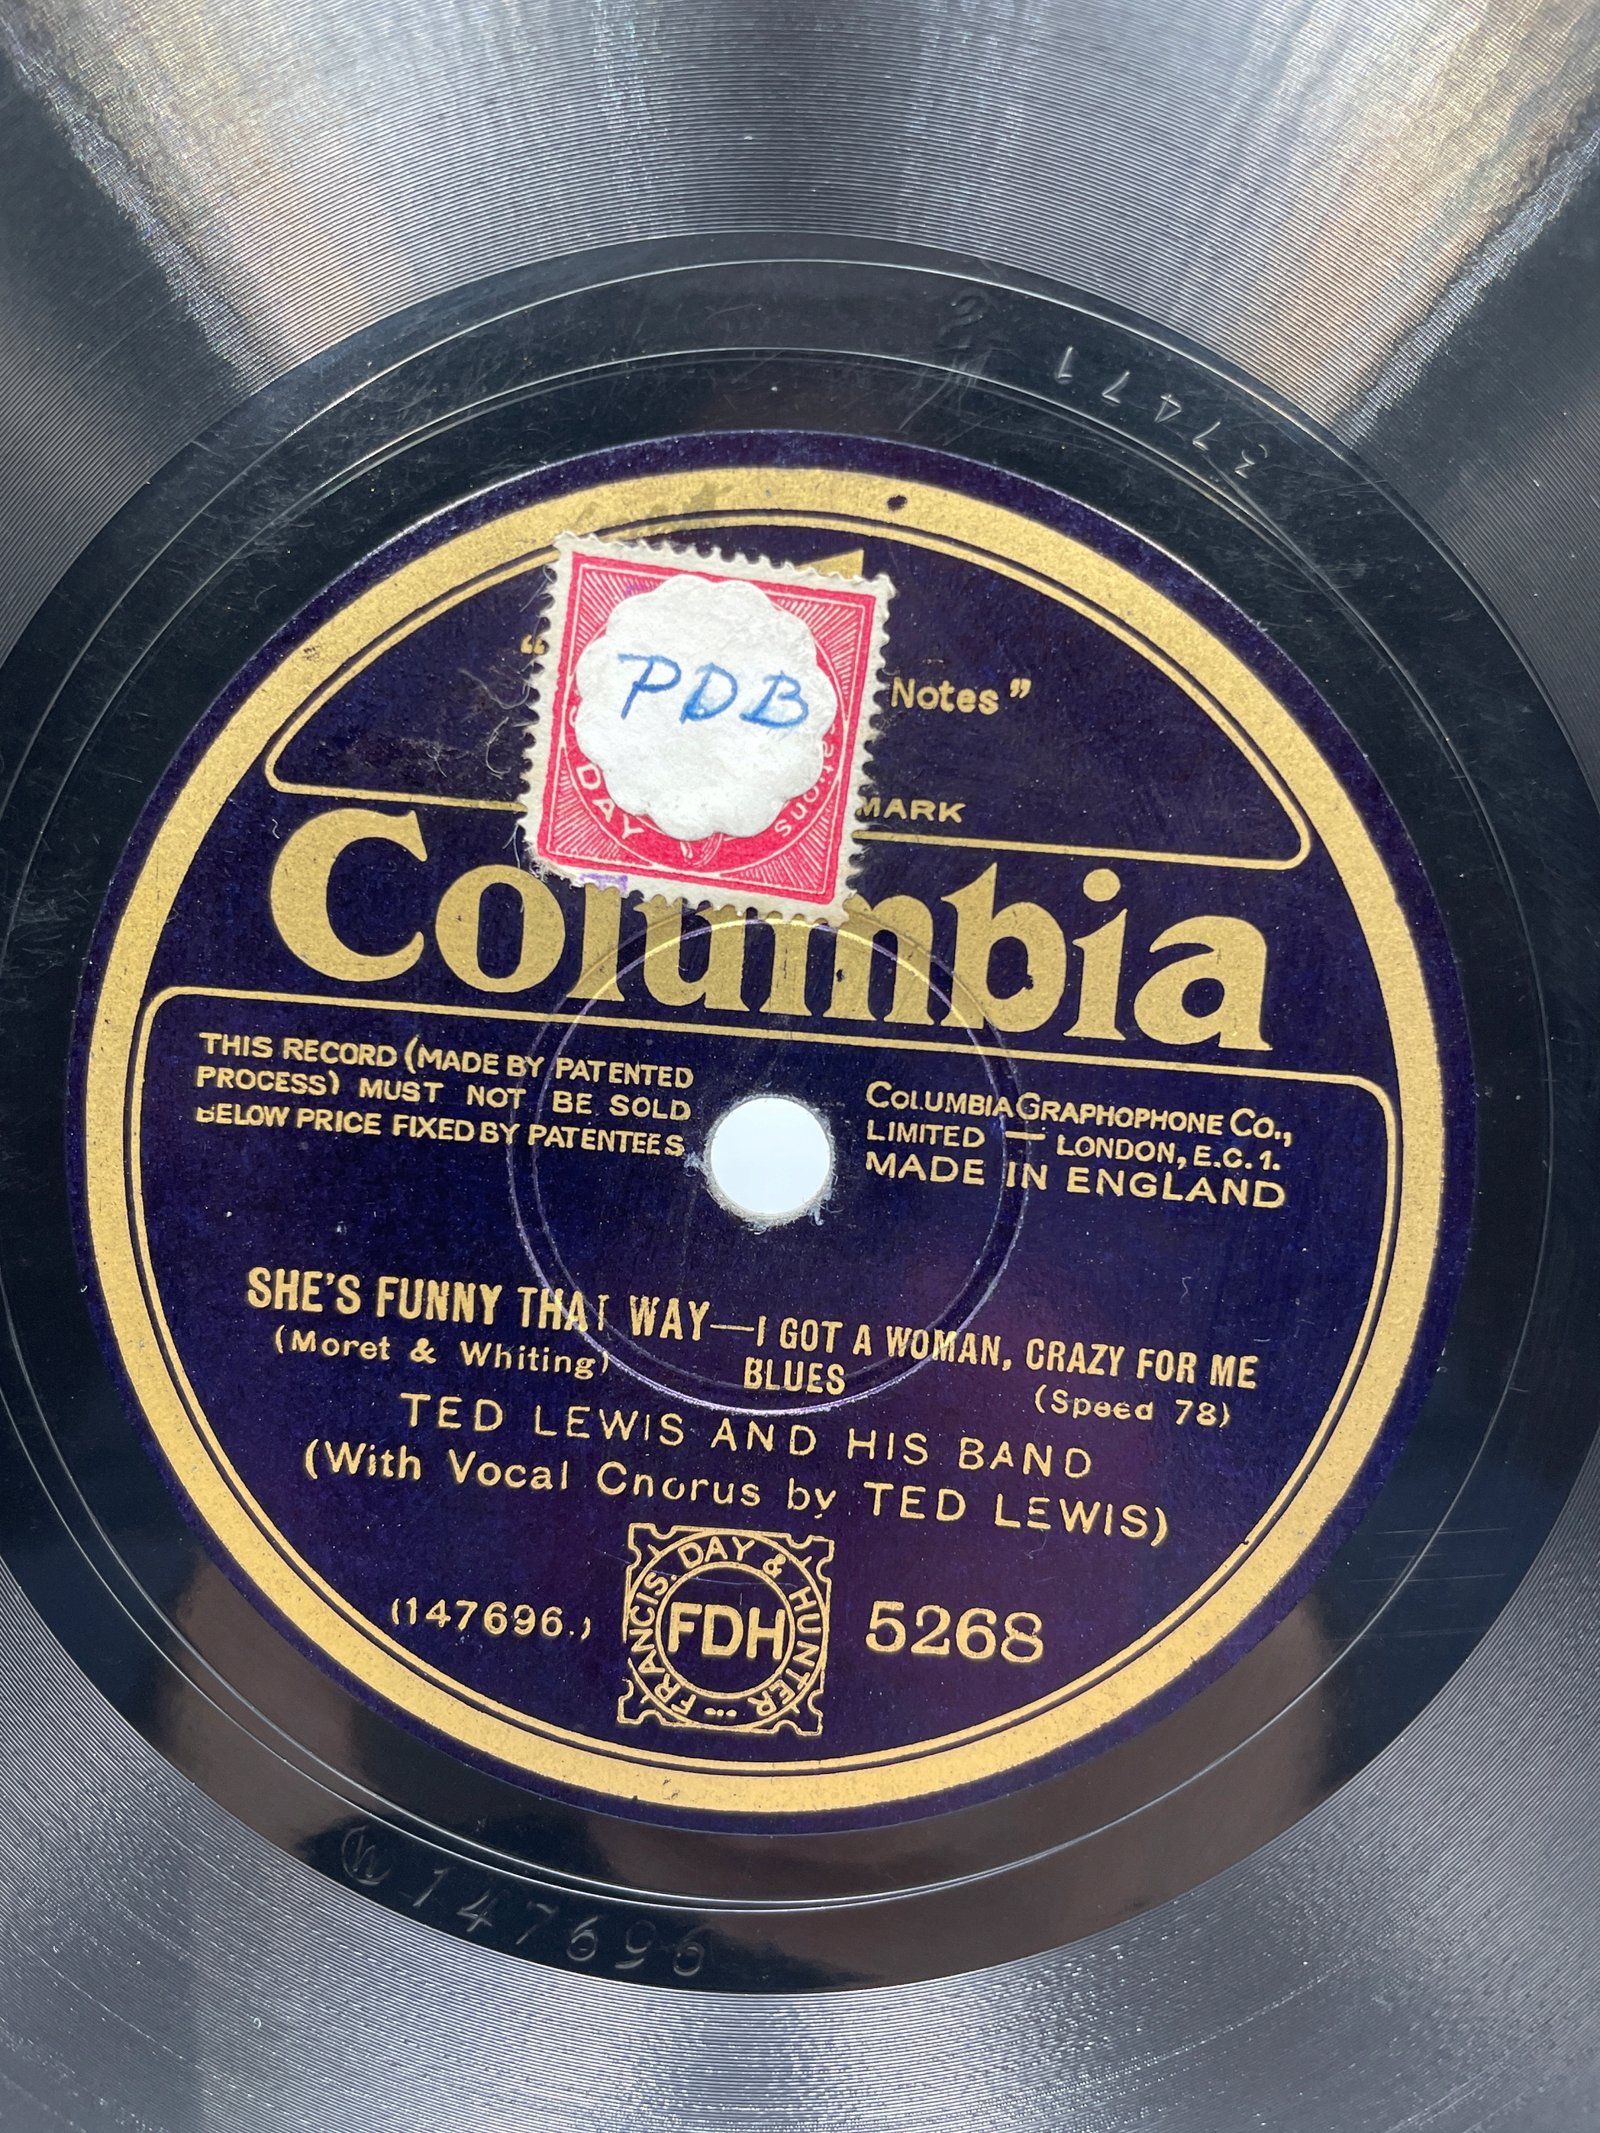 3 7471
PDB
DAY
“ Notes”
MARK
Columbia
THIS RECORD (MADE BY PATENTED
PROCESS) MUST NOT BE SOLD
BELOW PRICE FIXED BY PATENTEES
COLUMBIA GRAPHOPHONE CO.,
LIMITED — LONDON, E.C.1.
MADE IN ENGLAND
SHE'S FUNNY THAT WAY—I GOT A WOMAN, CRAZY FOR ME
(Moret & Whiting)
BLUES
(Speed 78)
TED LEWIS AND HIS BAND
(With Vocal Chorus by TED LEWIS)
(147696.)
FRANCIS. DAY & HUNTER
FDH
5268
W 147696